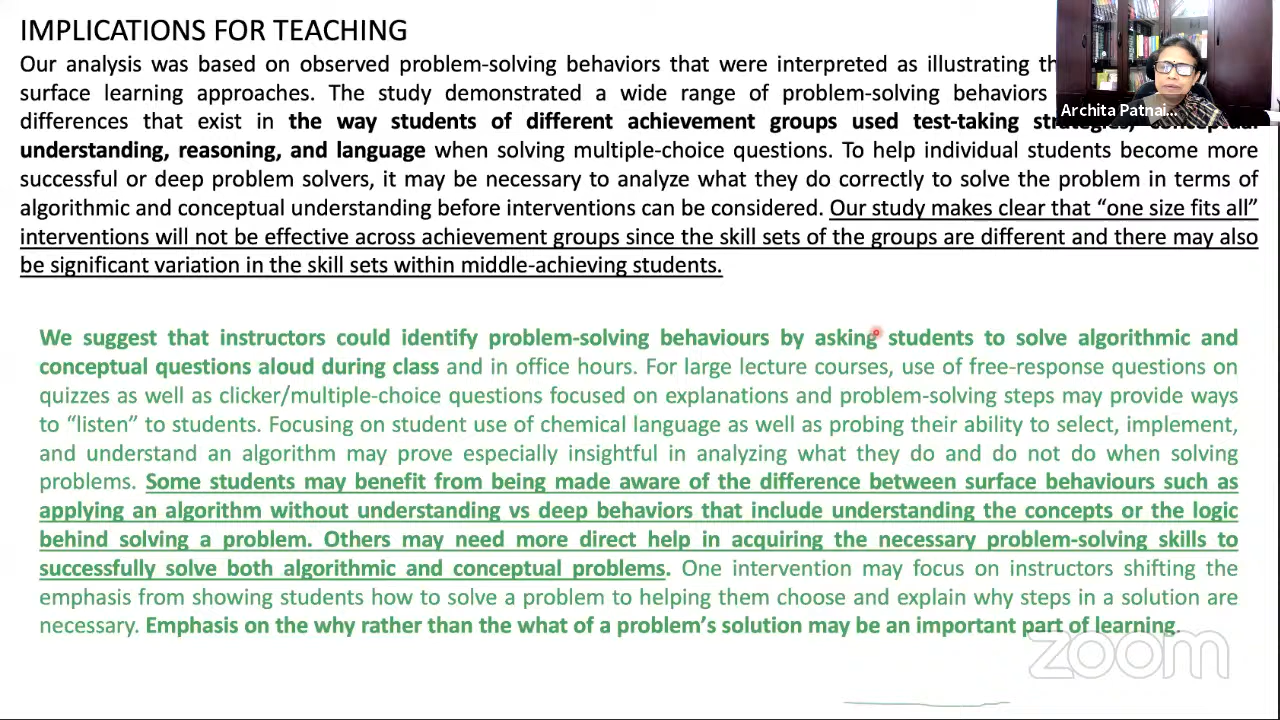 IMPLICATIONS FOR TEACHING
Our analysis was based on observed problem-solving behaviors that were interpreted as illustrating
surface learning approaches. The study demonstrated a wide range of problem-solving behaviors
differences that exist in the way students of different achievement groups used test-taking
understanding, reasoning, and language when solving multiple-choice questions. To help individual students become more
successful or deep problem solvers, it may be necessary to analyze what they do correctly to solve the problem in terms of
algorithmic and conceptual understanding before interventions can be considered. Our study makes clear that “one size fits all”
interventions will not be effective across achievement groups since the skill sets of the groups are different and there may also
be significant variation in the skill sets within middle-achieving students.
Archita Patnai...
We suggest that instructors could identify problem-solving behaviours by asking students to solve algorithmic and
conceptual questions aloud during class and in office hours. For large lecture courses, use of free-response questions on
quizzes as well as clicker/multiple-choice questions focused on explanations and problem-solving steps may provide ways
to “listen” to students. Focusing on student use of chemical language as well as probing their ability to select, implement,
and understand an algorithm may prove especially insightful in analyzing what they do and do not do when solving
problems. Some students may benefit from being made aware of the difference between surface behaviours such as
applying an algorithm without understanding vs deep behaviors that include understanding the concepts or the logic
behind solving a problem. Others may need more direct help in acquiring the necessary problem-solving skills to
successfully solve both algorithmic and conceptual problems. One intervention may focus on instructors shifting the
emphasis from showing students how to solve a problem to helping them choose and explain why steps in a solution are
necessary. Emphasis on the why rather than the what of a problem’s solution may be an important part of learning.
zoom